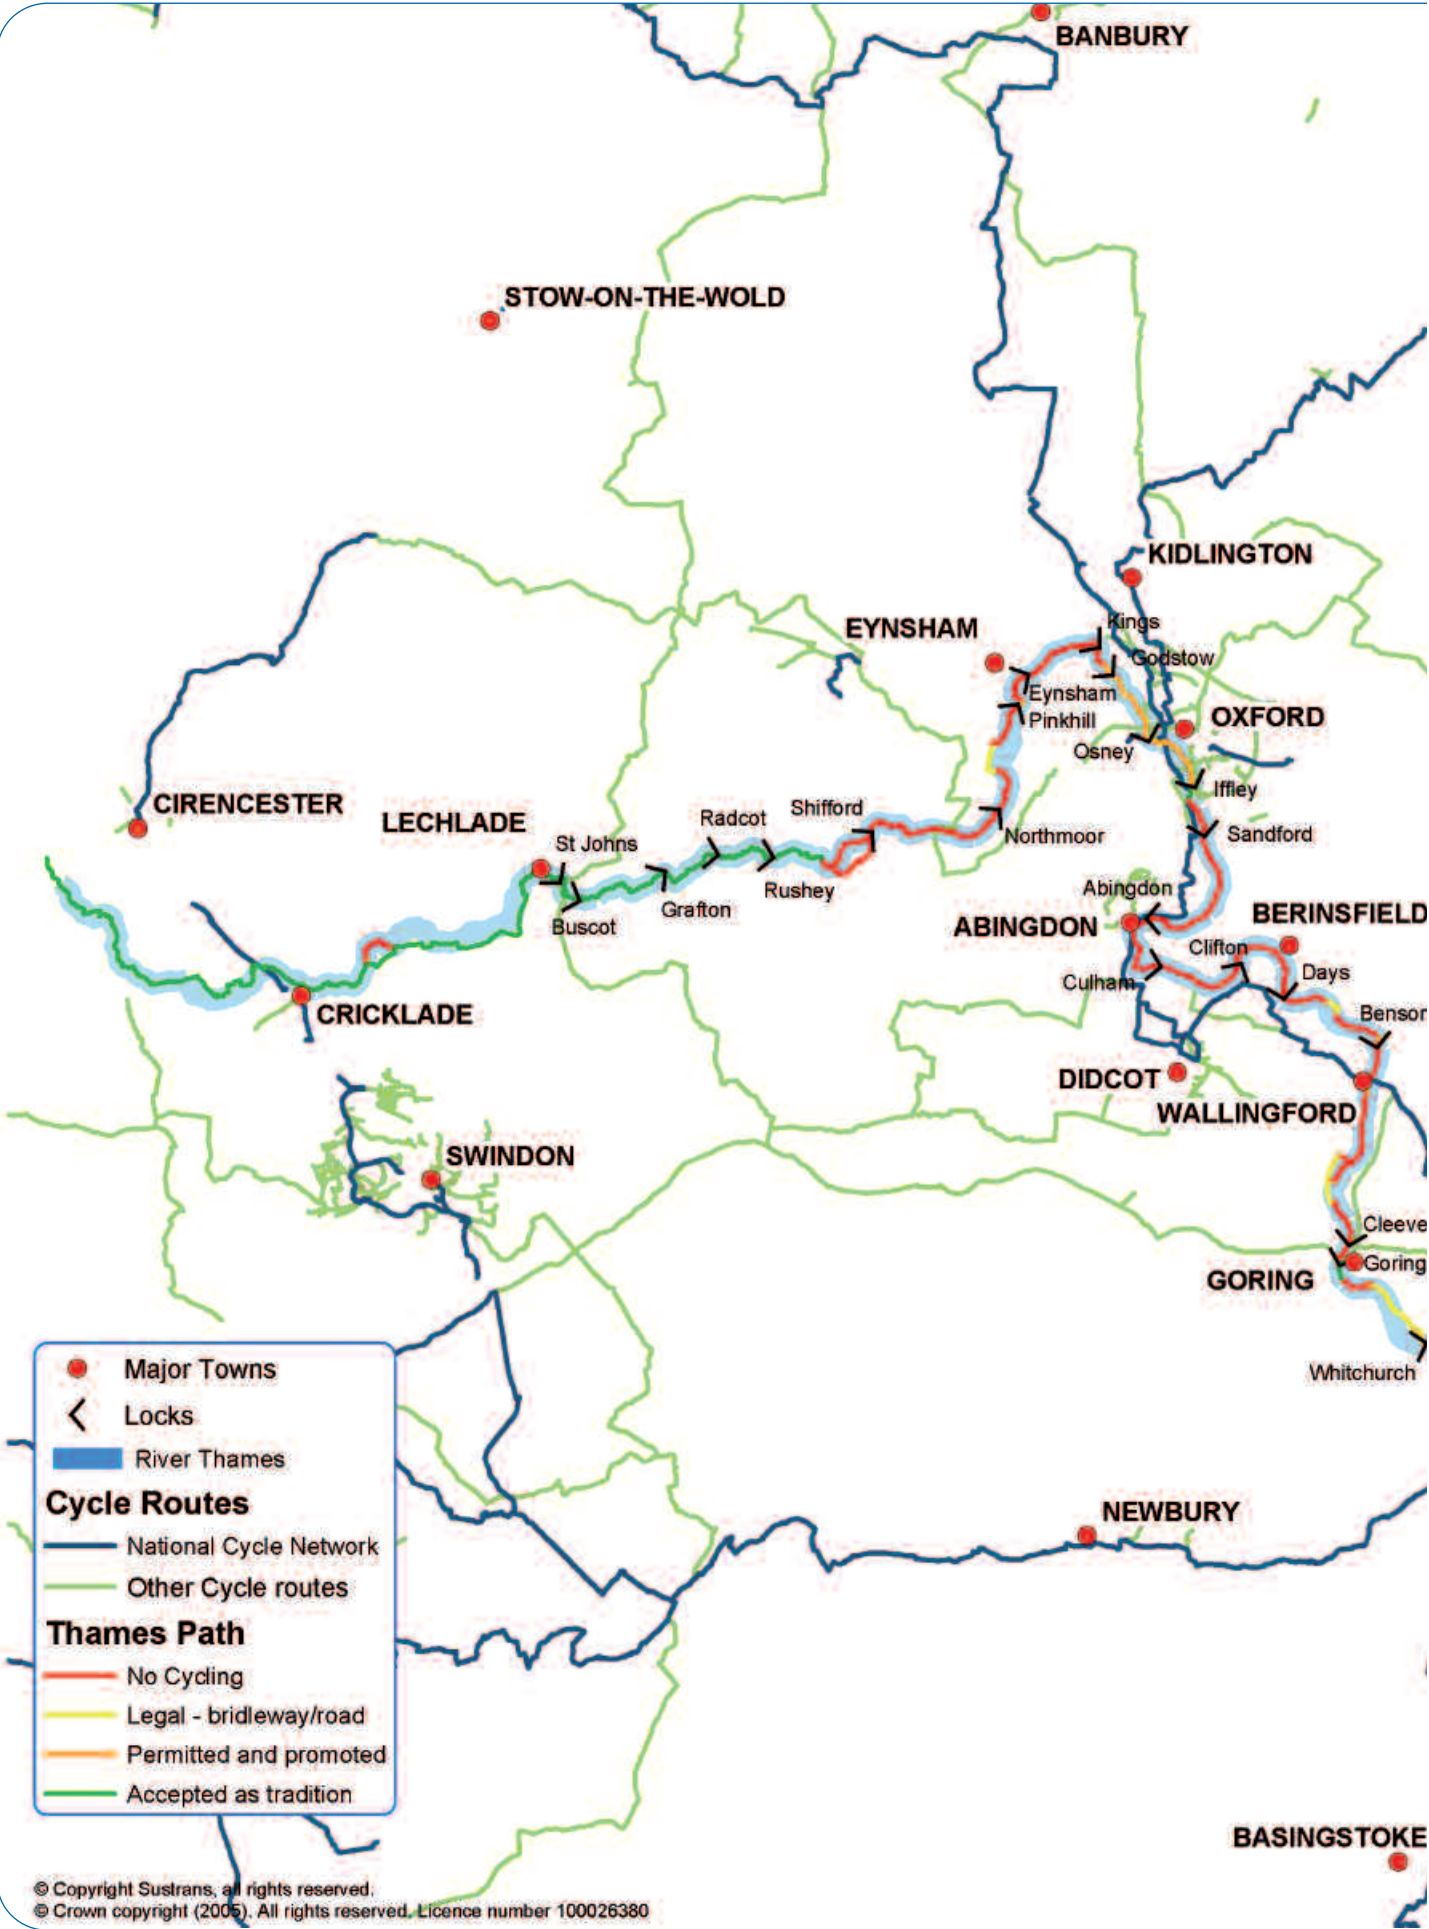 BANBURY
STOW-ON-THE-WOLD
KIDLINGTON
Kings
EYNSHAM
Godstow
Eynsham
Pinkhill
OXFORD
Osney
Iffley
CIRENCESTER
LECHLADE
Shifford
Radcot
St Johns
Northmoor
Sandford
Rushey
Abingdon
Grafton
BERINSFIELD
Buscot
ABINGDON
Clifton
Days
Culham
CRICKLADE
Benson
DIDCOT
WALLINGFORD
SWINDON
Cleeve
Goring
GORING
Whitchurch
Major Towns
Locks
River Thames
Cycle Routes
National Cycle Network
Other Cycle routes
Thames Path
No Cycling
Legal - bridleway/road
Permitted and promoted
Accepted as tradition
NEWBURY
BASINGSTOKE
© Copyright Sustrans, all rights reserved.
© Crown copyright (2005). All rights reserved. Licence number 100026380